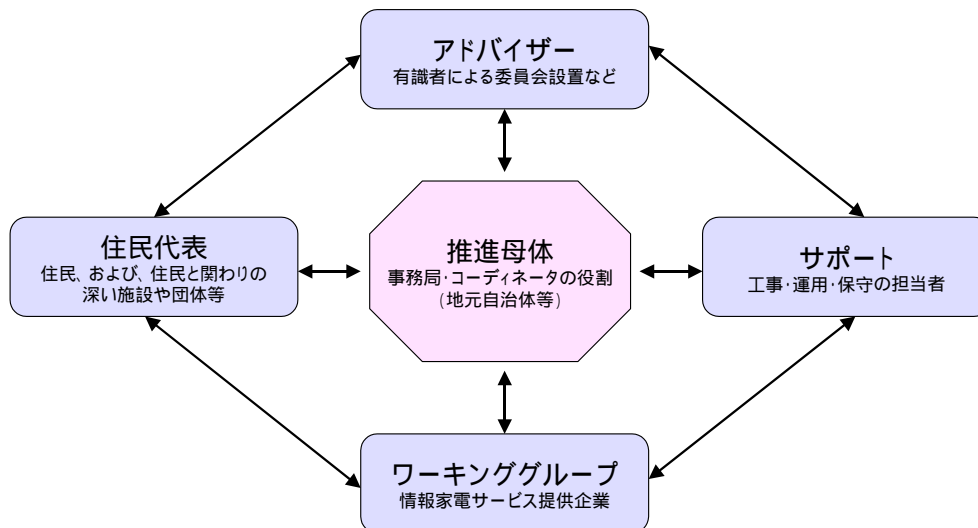 アドバイザー
有識者による委員会設置など
住民代表
住民、および、住民と関わりの
深い施設や団体等
推進母体
事務局・コーディネータの役割
(地元自治体等)
サポート
工事・運用・保守の担当者
ワーキンググループ
情報家電サービス提供企業